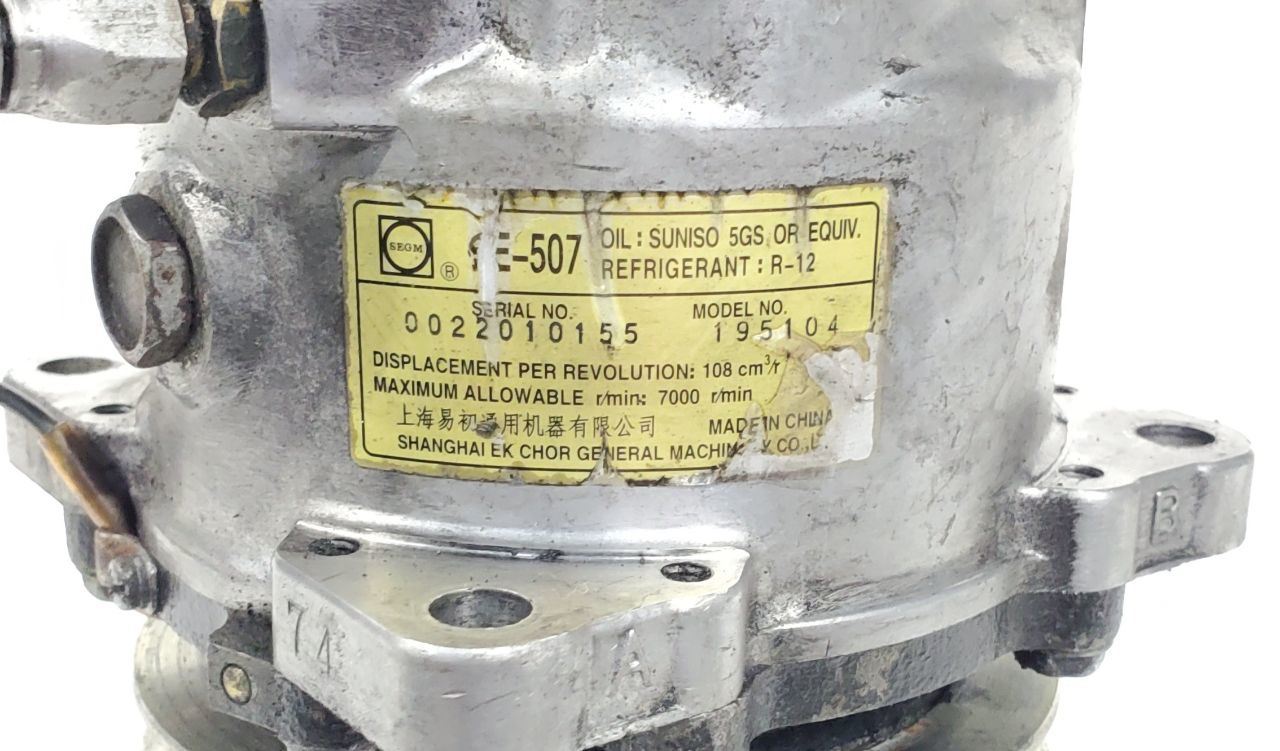 SEGM ® SE-507
OIL: SUNISO 5GS OR EQUIV.
REFRIGERANT: R-12
SERIAL NO. MODEL NO.
0022010155 195104
DISPLACEMENT PER REVOLUTION: 108 cm³/r
MAXIMUM ALLOWABLE r/min: 7000 r/min
上海易初通用机器有限公司 MADE IN CHINA
SHANGHAI EK CHOR GENERAL MACHINERY CO.,
B
74 A